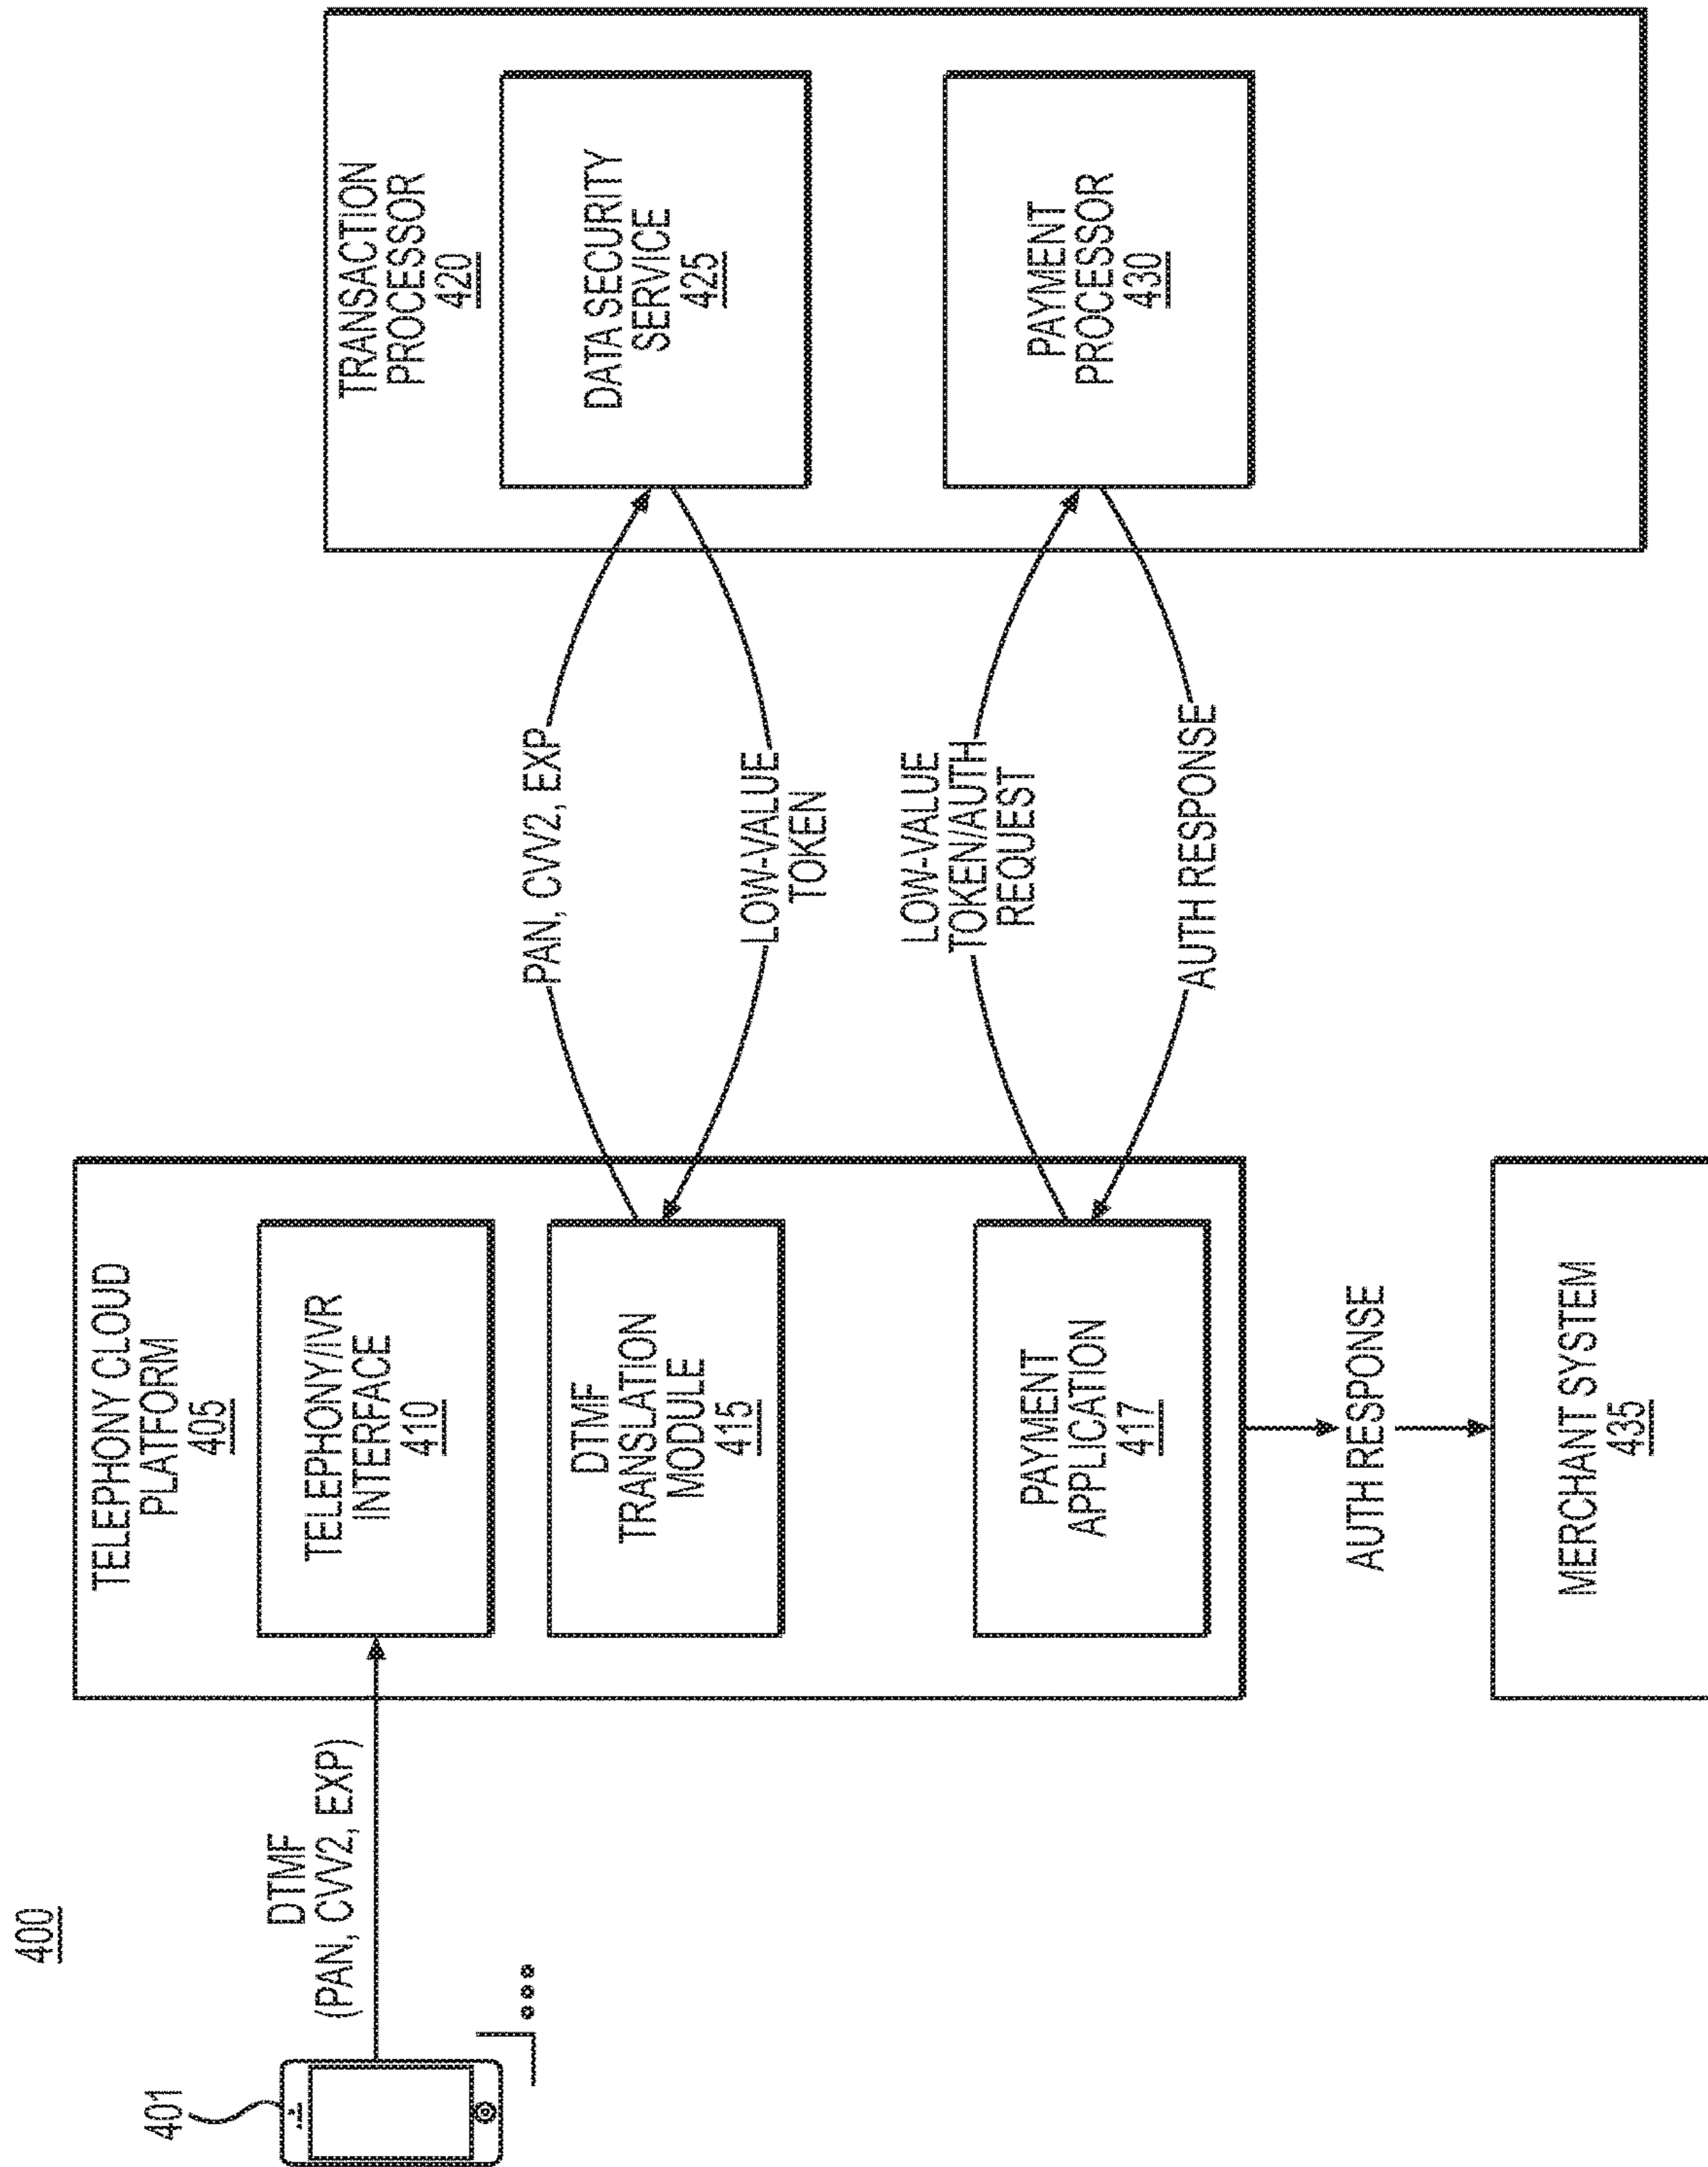 400
401
DTMF
(PAN, CVV2, EXP)
TELEPHONY CLOUD
PLATFORM
405
TELEPHONY/IVR
INTERFACE
410
DTMF
TRANSLATION
MODULE
415
PAYMENT
APPLICATION
417
PAN, CVV2, EXP
LOW-VALUE
TOKEN
LOW-VALUE
TOKEN/AUTH
REQUEST
AUTH RESPONSE
TRANSACTION
PROCESSOR
420
DATA SECURITY
SERVICE
425
PAYMENT
PROCESSOR
430
AUTH RESPONSE
MERCHANT SYSTEM
435